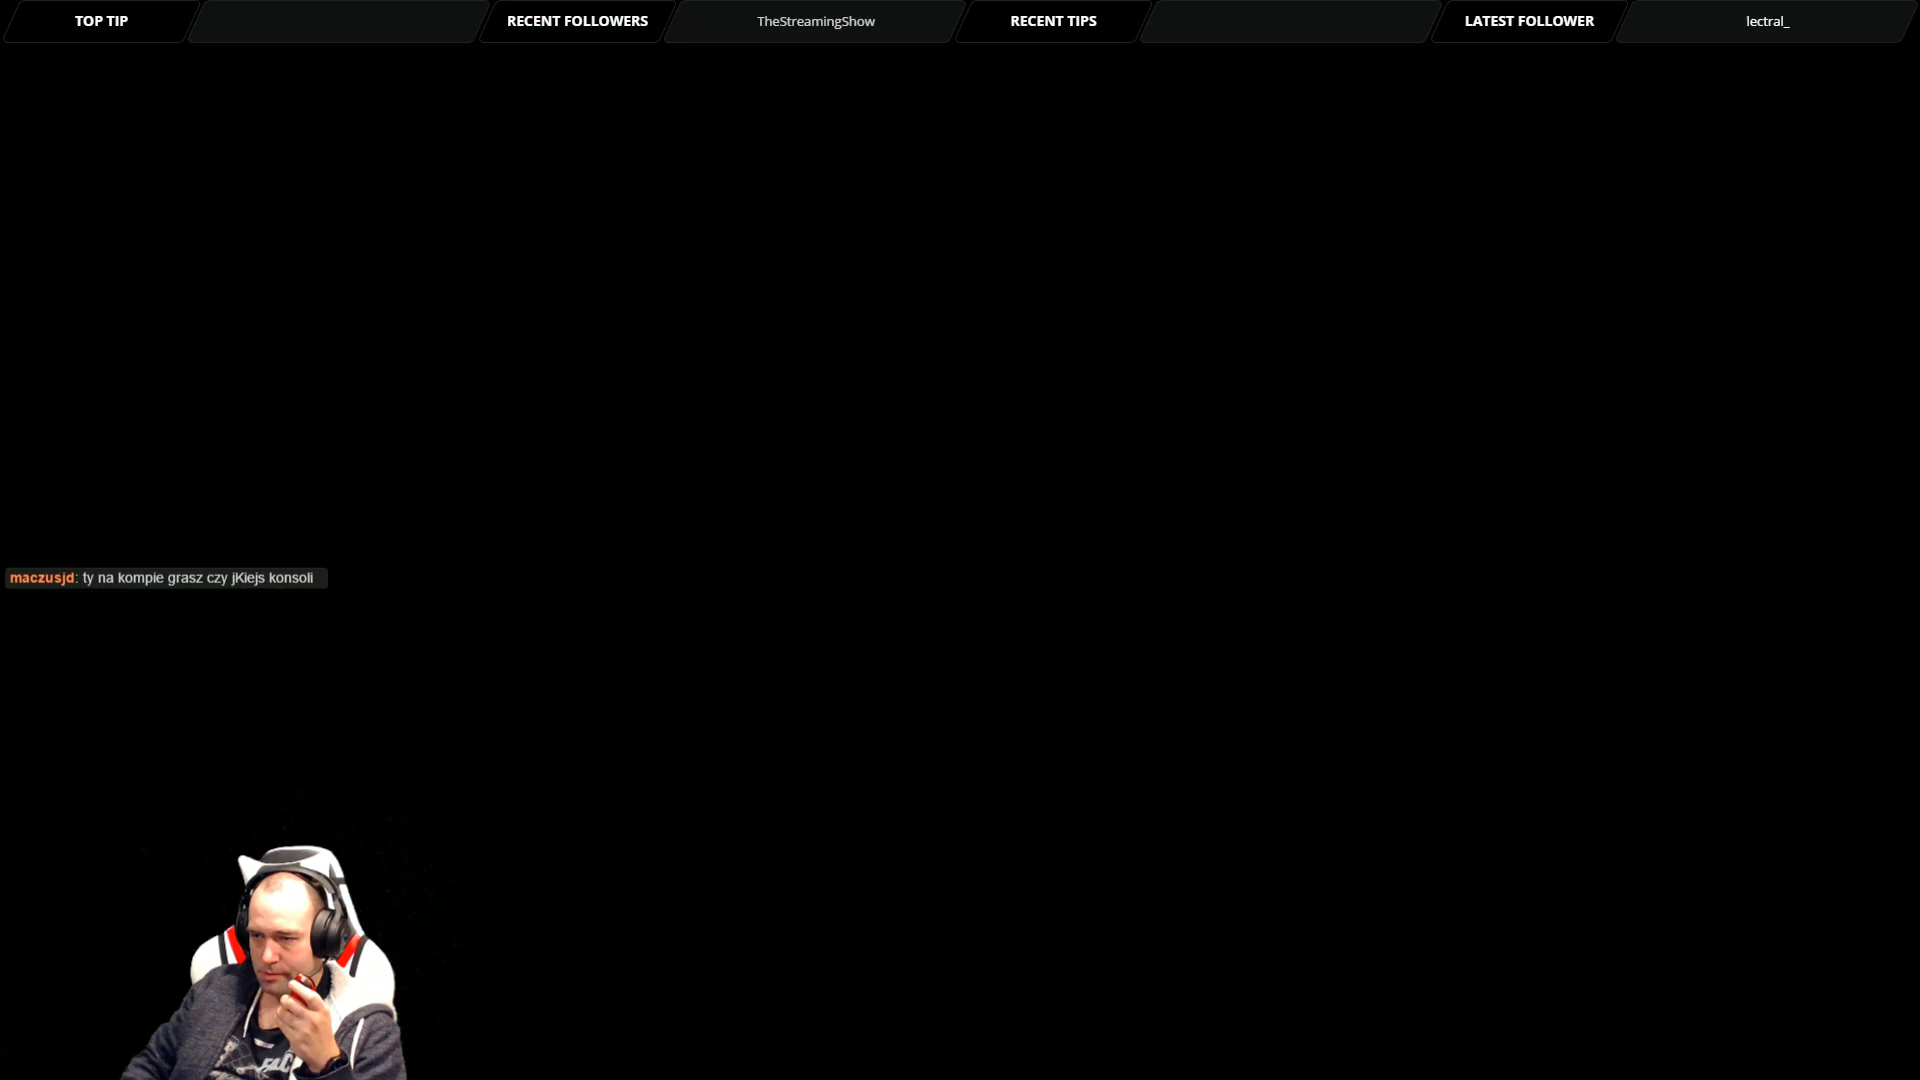 TOP TIP
RECENT FOLLOWERS
TheStreamingShow
RECENT TIPS
LATEST FOLLOWER
lectral_
maczusjd: ty na kompie grasz czy jKiejs konsoli